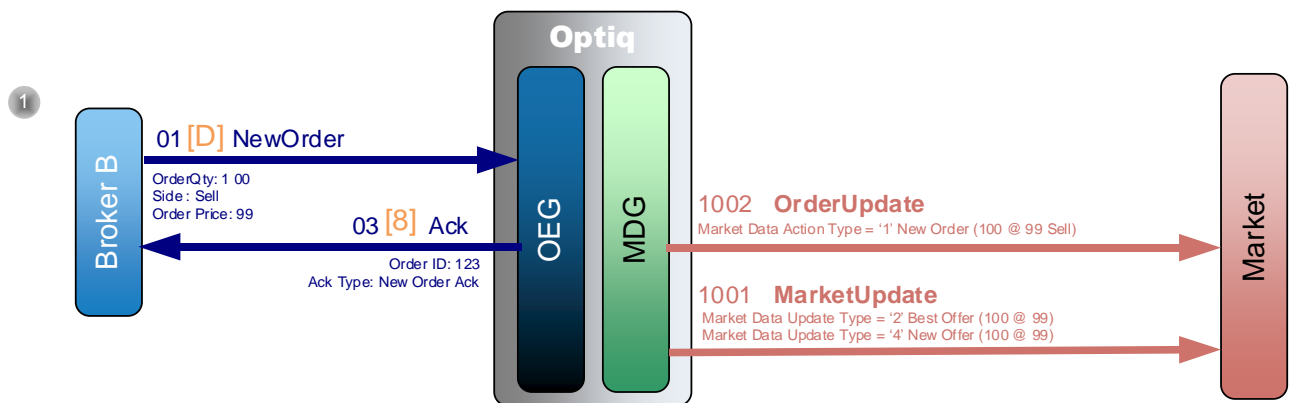 Optiq
1
Broker B
01 [D] NewOrder
OrderQty: 1 00
Side : Sell
Order Price: 99
03 [8] Ack
Order ID: 123
Ack Type: New Order Ack
OEG
MDG
1002 OrderUpdate
Market Data Action Type = ‘1’ New Order (100 @ 99 Sell)
1001 MarketUpdate
Market Data Update Type = ‘2’ Best Offer (100 @ 99)
Market Data Update Type = ‘4’ New Offer (100 @ 99)
Market